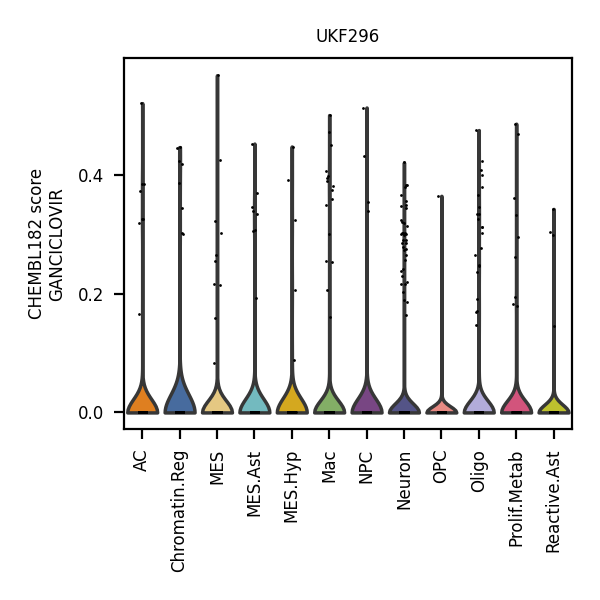 UKF296
CHEMBL182 score
GANCICLOVIR
0.4
0.2
0.0
AC
Chromatin.Reg
MES
MES.Ast
MES.Hyp
Mac
NPC
Neuron
OPC
Oligo
Prolif.Metab
Reactive.Ast